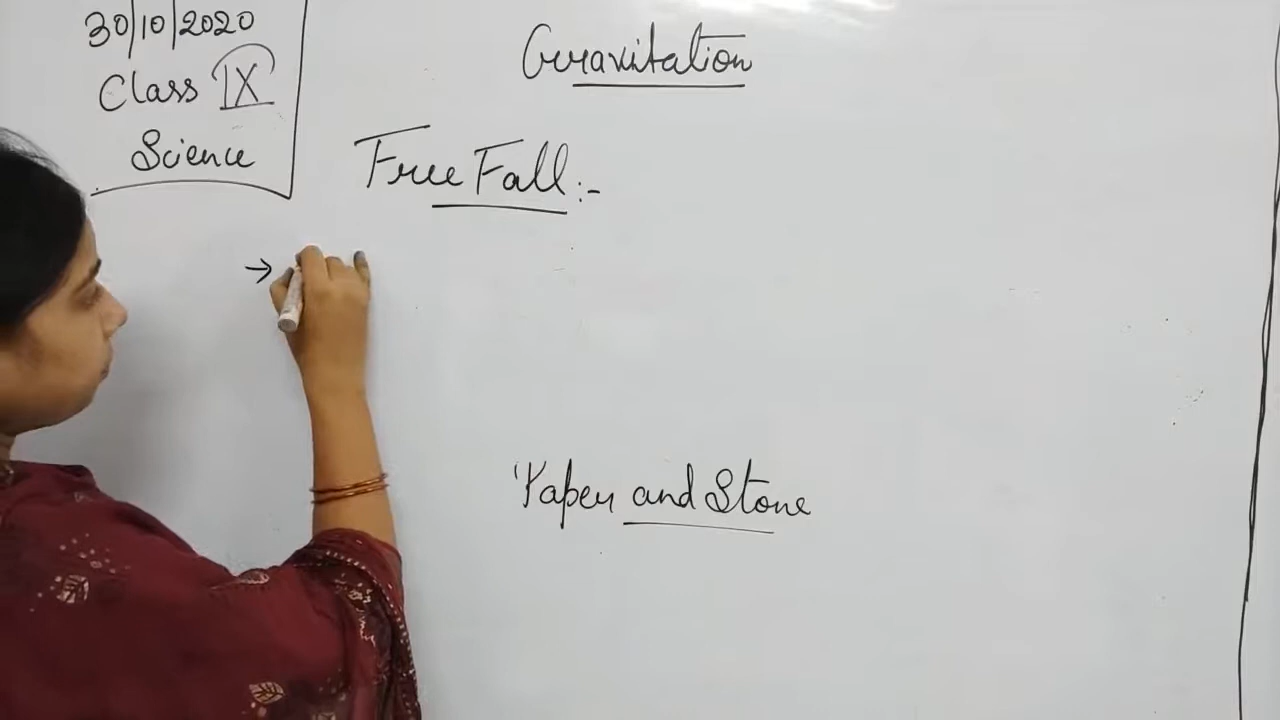 30/10/2020
Class IX
Science
Gravitation
Free Fall :-
→
Paper and Stone